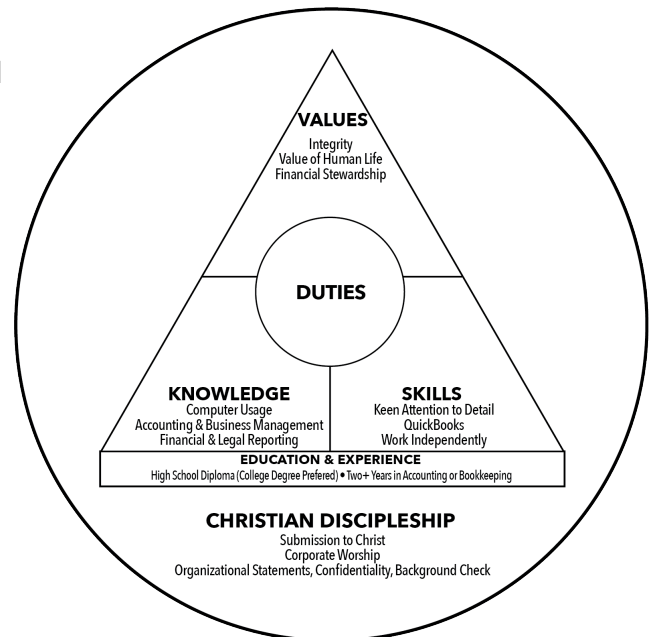 VALUES
Integrity
Value of Human Life
Financial Stewardship
DUTIES
KNOWLEDGE
Computer Usage
Accounting & Business Management
Financial & Legal Reporting
SKILLS
Keen Attention to Detail
QuickBooks
Work Independently
EDUCATION & EXPERIENCE
High School Diploma (College Degree Prefered) • Two+ Years in Accounting or Bookkeeping
CHRISTIAN DISCIPLESHIP
Submission to Christ
Corporate Worship
Organizational Statements, Confidentiality, Background Check